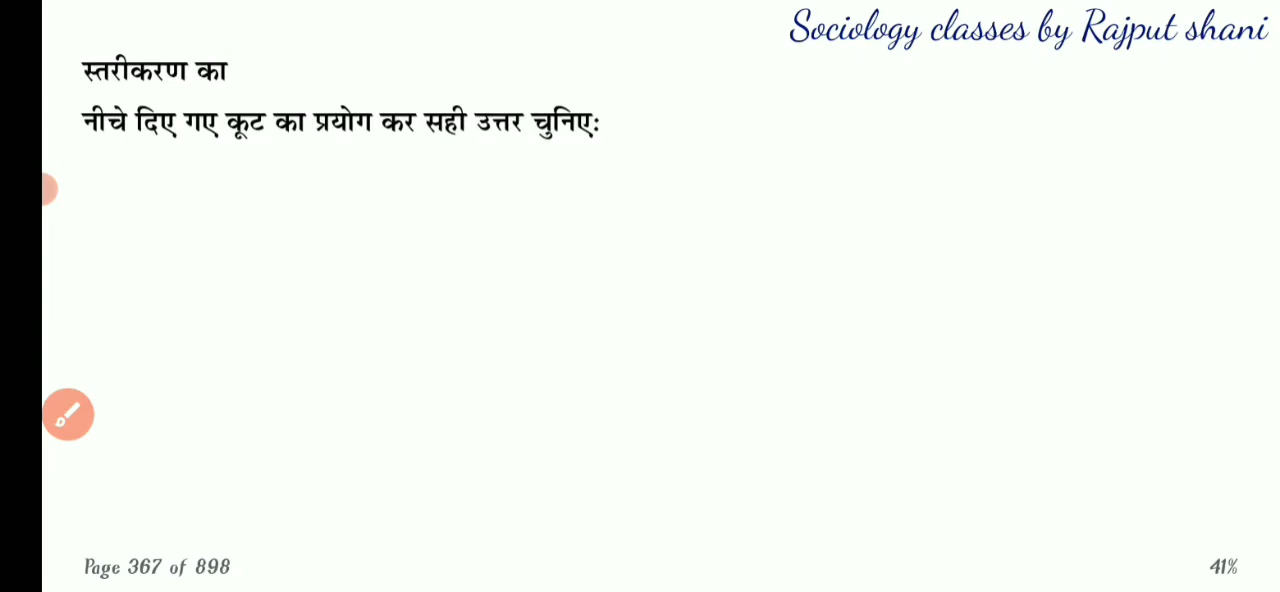 Sociology classes by Rajput shani
स्तरीकरण का
नीचे दिए गए कूट का प्रयोग कर सही उत्तर चुनिए:
Page 367 of 898
41%